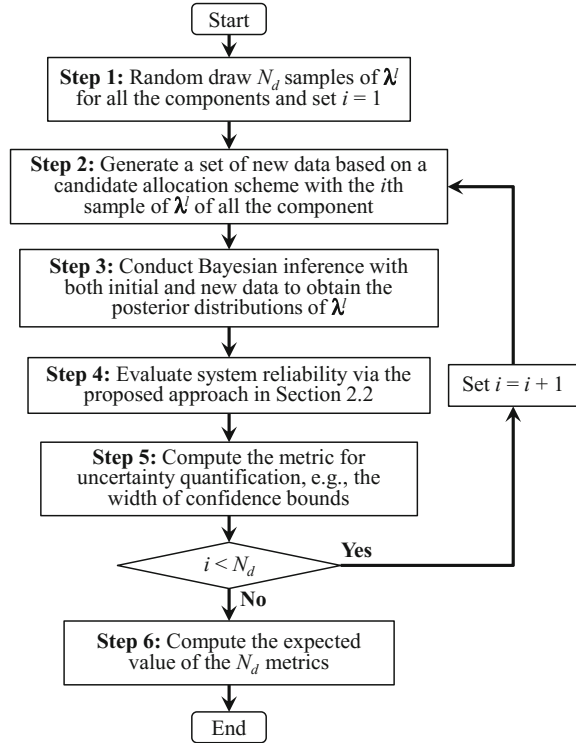 Start
Step 1: Random draw N_d samples of λ^l
for all the components and set i = 1
Step 2: Generate a set of new data based on a
candidate allocation scheme with the ith
sample of λ^l of all the component
Step 3: Conduct Bayesian inference with
both initial and new data to obtain the
posterior distributions of λ^l
Step 4: Evaluate system reliability via the
proposed approach in Section 2.2
Set i = i + 1
Step 5: Compute the metric for
uncertainty quantification, e.g., the
width of confidence bounds
Yes
i < N_d
No
Step 6: Compute the expected
value of the N_d metrics
End